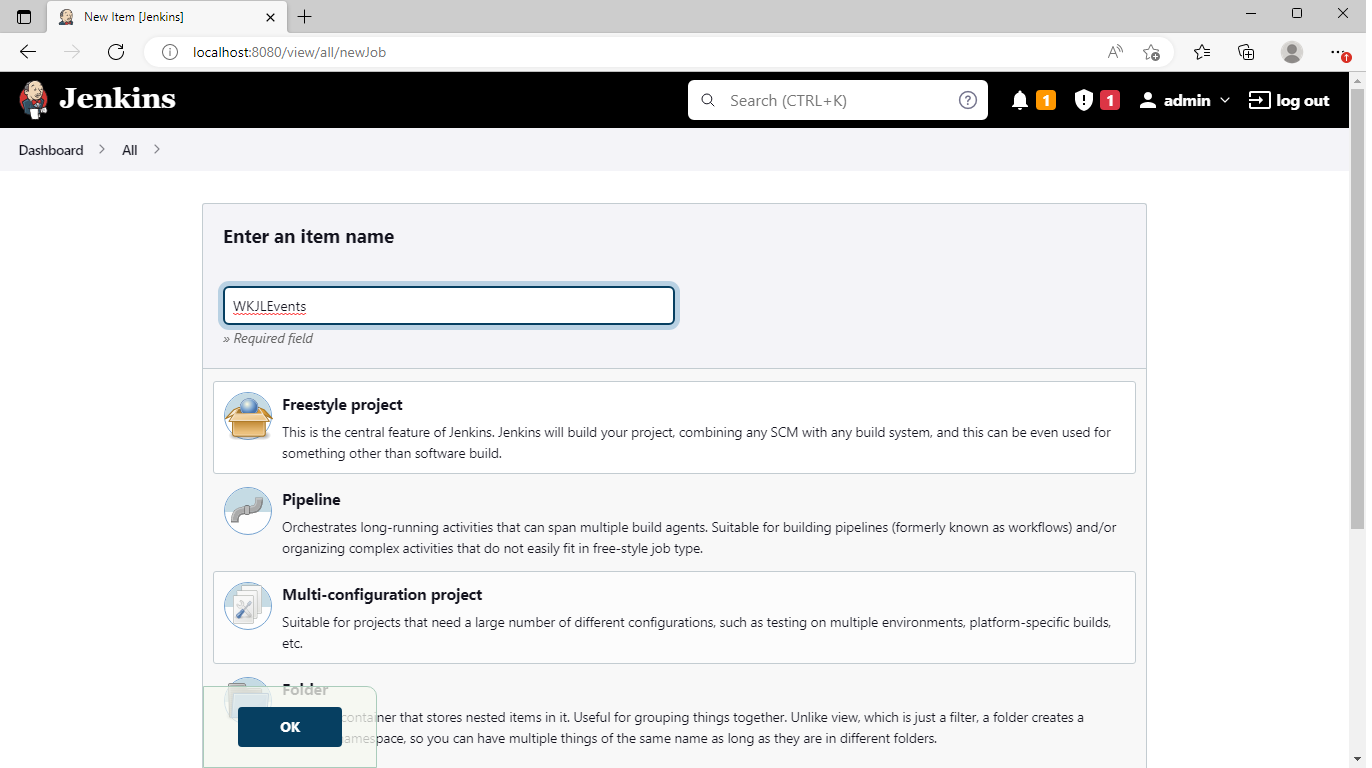 New Item [Jenkins]
localhost:8080/view/all/newJob
Jenkins
Search (CTRL+K)
1
1
admin
log out
Dashboard
All
Enter an item name
WKJLEvents
» Required field
Freestyle project
This is the central feature of Jenkins. Jenkins will build your project, combining any SCM with any build system, and this can be even used for
something other than software build.
Pipeline
Orchestrates long-running activities that can span multiple build agents. Suitable for building pipelines (formerly known as workflows) and/or
organizing complex activities that do not easily fit in free-style job type.
Multi-configuration project
Suitable for projects that need a large number of different configurations, such as testing on multiple environments, platform-specific builds,
etc.
Folder
container that stores nested items in it. Useful for grouping things together. Unlike view, which is just a filter, a folder creates a
namespace, so you can have multiple things of the same name as long as they are in different folders.
OK